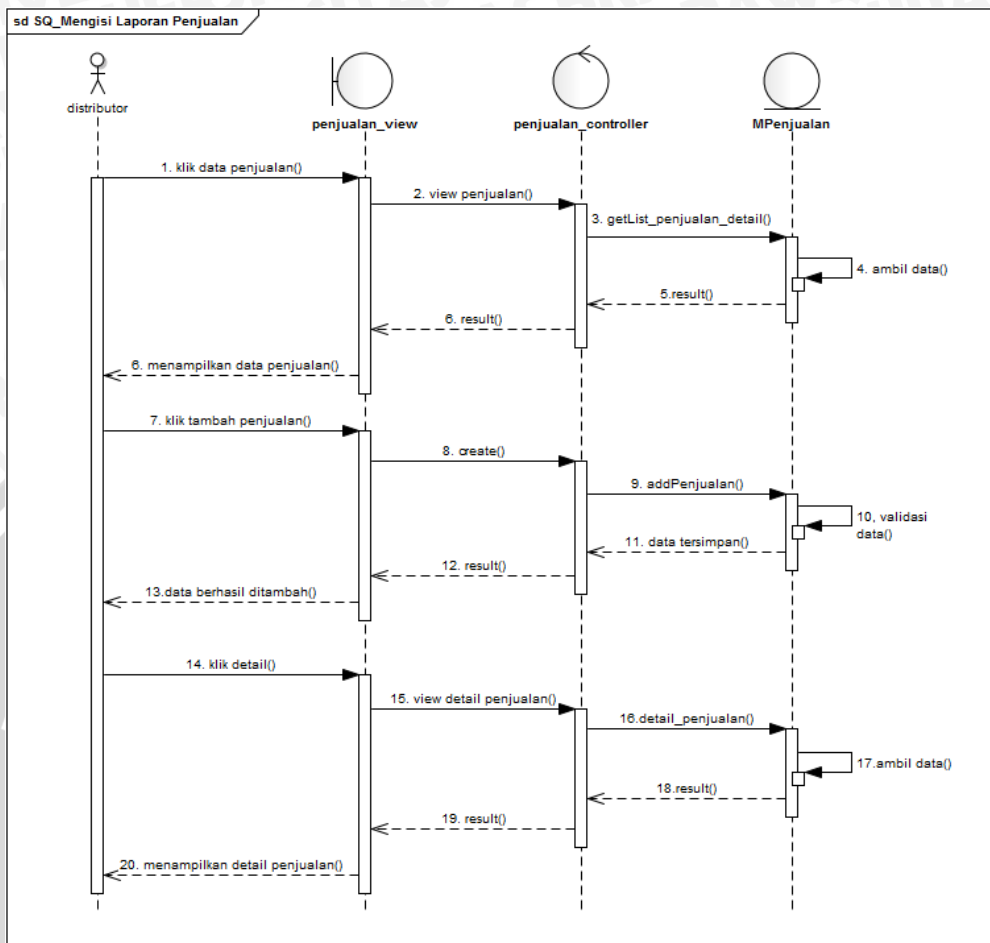 sd SQ_Mengisi Laporan Penjualan
distributor
penjualan_view
penjualan_controller
MPenjualan
1. klik data penjualan()
2. view penjualan()
3. getList_penjualan_detail()
4. ambil data()
5.result()
6. result()
6. menampilkan data penjualan()
7. klik tambah penjualan()
8. create()
9. addPenjualan()
10, validasi
data()
11. data tersimpan()
12. result()
13.data berhasil ditambah()
14. klik detail()
15. view detail penjualan()
16.detail_penjualan()
17.ambil data()
18.result()
19. result()
20. menampilkan detail penjualan()